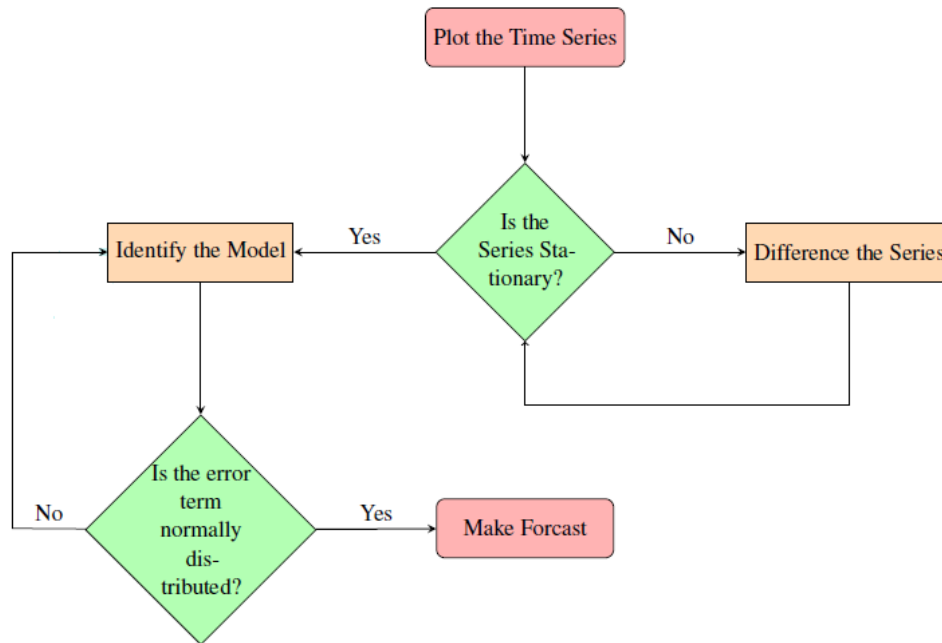 Plot the Time Series
Is the
Series Sta-
tionary?
Yes
No
Identify the Model
Difference the Series
Is the error
term
normally
dis-
tributed?
No
Yes
Make Forcast